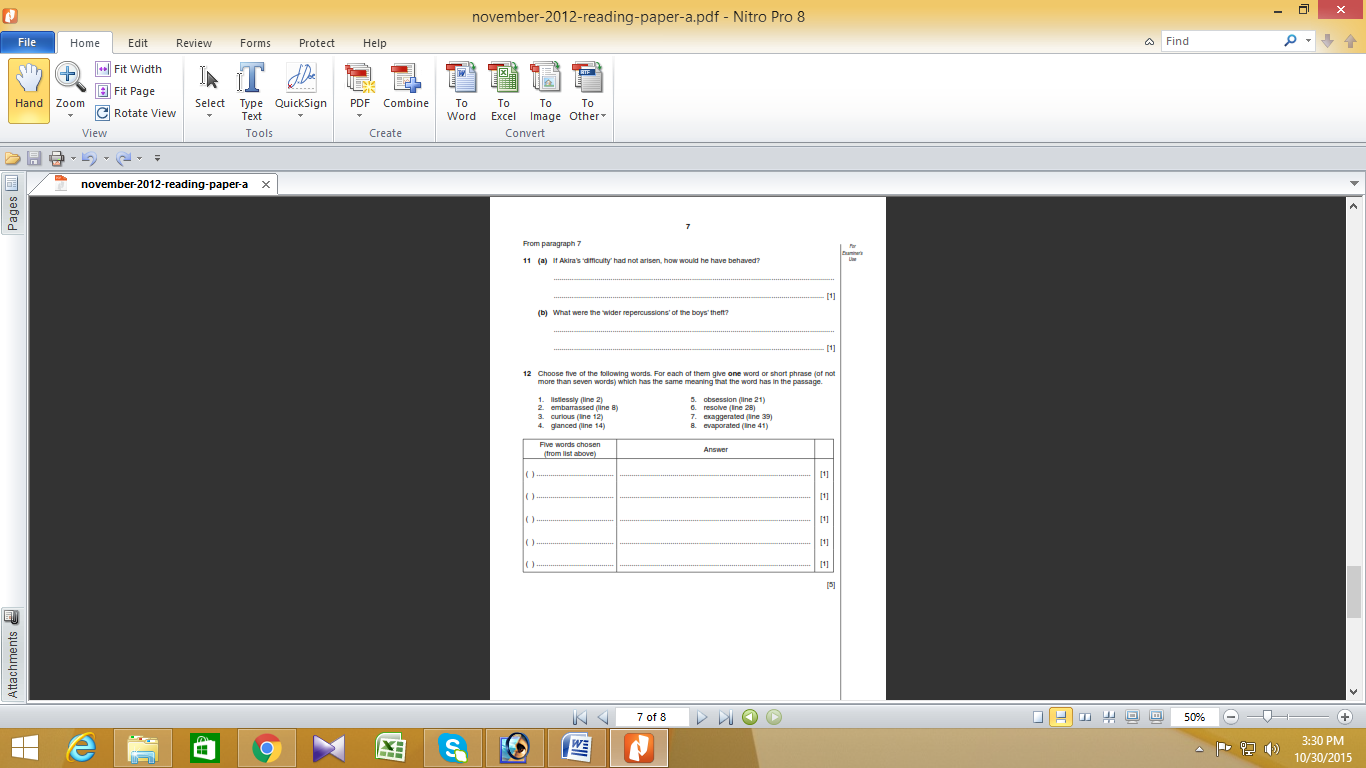 november-2012-reading-paper-a.pdf - Nitro Pro 8
File Home Edit Review Forms Protect Help
Find
Hand
Zoom
Fit Width
Fit Page
Rotate View
View
Select
Type
Text
QuickSign
Tools
PDF
Combine
Create
To
Word
To
Excel
To
Image
To
Other
Convert
november-2012-reading-paper-a
Pages
Attachments
7
For
Examiner's
Use
From paragraph 7
11 (a) If Akira's 'difficulty' had not arisen, how would he have behaved?
[1]
(b) What were the 'wider repercussions' of the boys' theft?
[1]
12 Choose five of the following words. For each of them give one word or short phrase (of not
more than seven words) which has the same meaning that the word has in the passage.
1. listlessly (line 2) 5. obsession (line 21)
2. embarrassed (line 8) 6. resolve (line 28)
3. curious (line 12) 7. exaggerated (line 39)
4. glanced (line 14) 8. evaporated (line 41)
Five words chosen
(from list above)
Answer
( ) [1]
( ) [1]
( ) [1]
( ) [1]
( ) [1]
[5]
7 of 8
50%
3:30 PM
10/30/2015